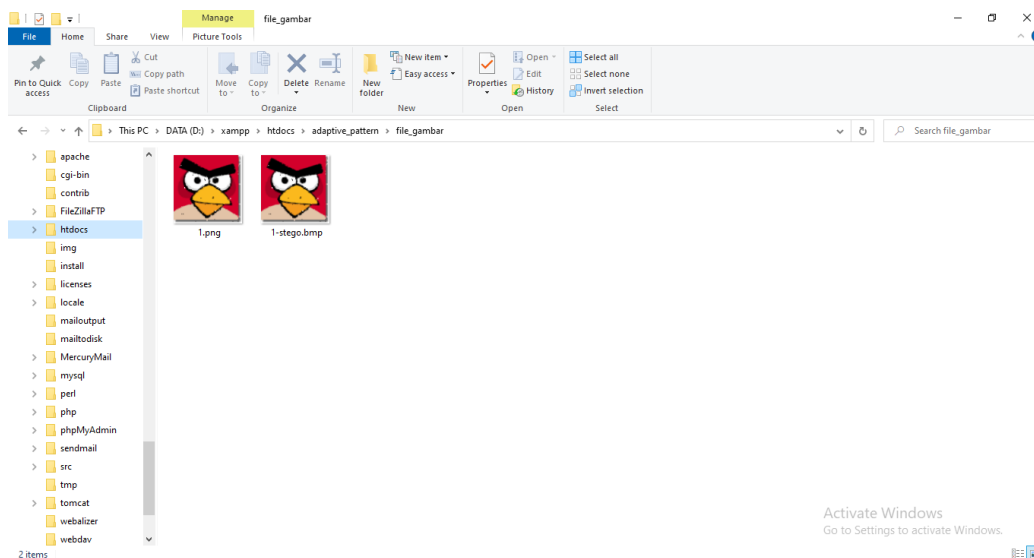 Manage
file_gambar
File
Home
Share
View
Picture Tools
Pin to Quick access
Copy
Paste
Cut
Copy path
Paste shortcut
Clipboard
Move to
Copy to
Delete
Rename
Organize
New folder
New item
Easy access
New
Properties
Open
Edit
History
Open
Select all
Select none
Invert selection
Select
This PC > DATA (D:) > xampp > htdocs > adaptive_pattern > file_gambar
Search file_gambar
apache
cgi-bin
contrib
FileZillaFTP
htdocs
img
install
licenses
locale
mailoutput
mailtodisk
MercuryMail
mysql
perl
php
phpMyAdmin
sendmail
src
tmp
tomcat
webalizer
webdav
1.png
1-stego.bmp
Activate Windows
Go to Settings to activate Windows.
2 items